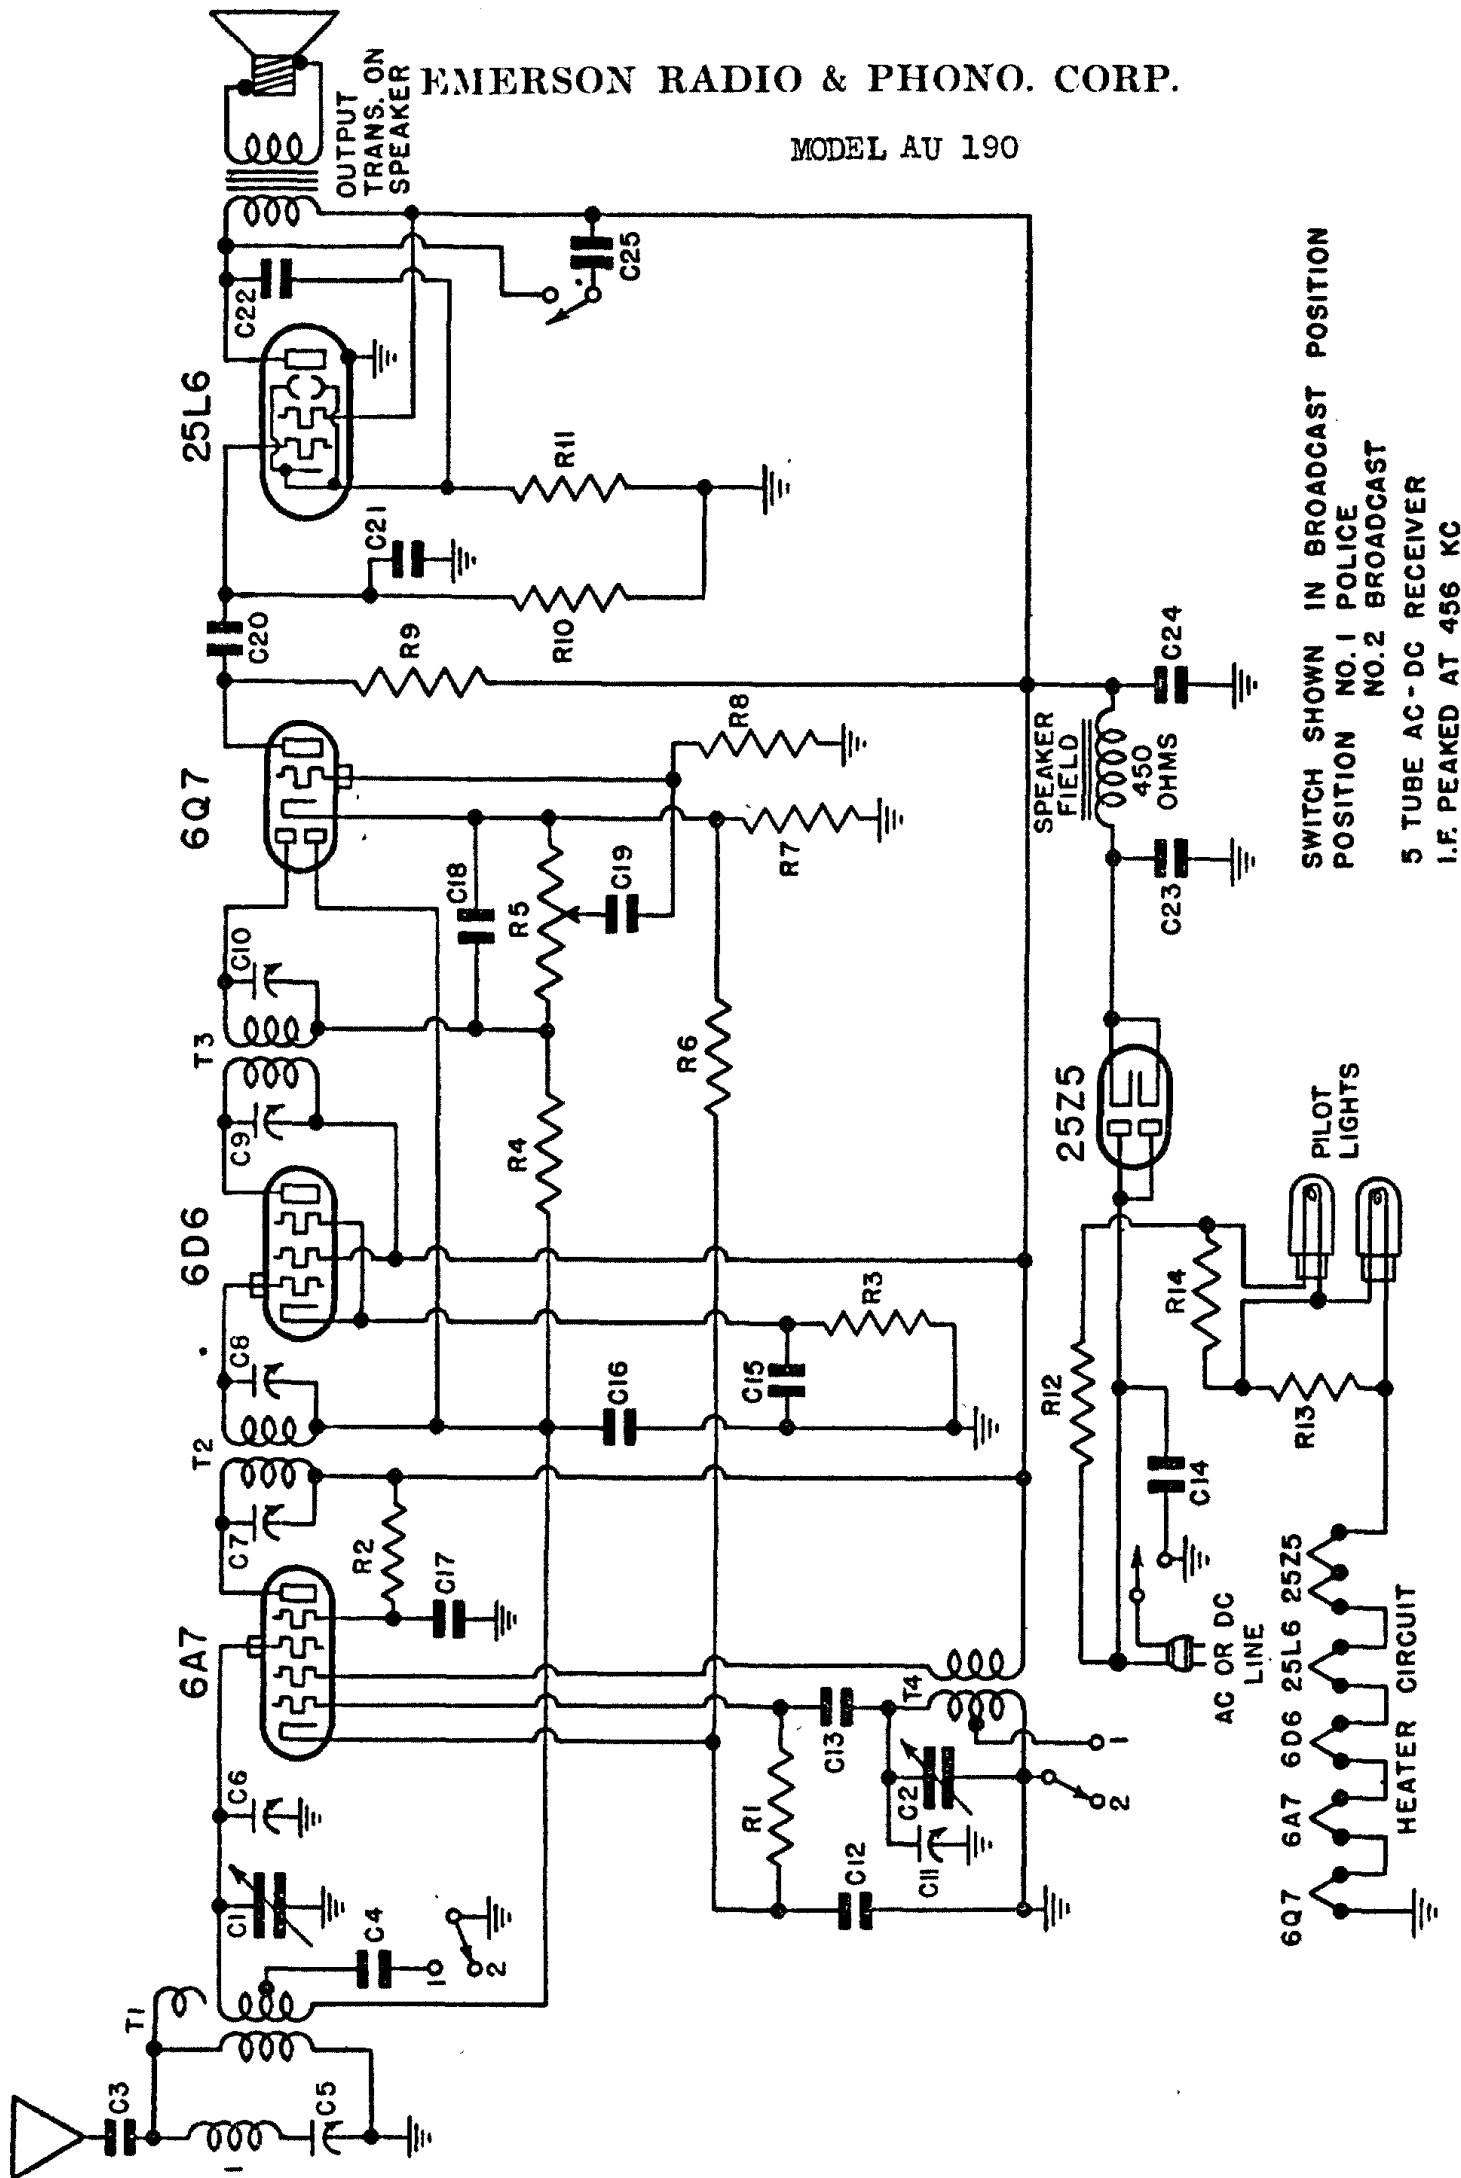 EMERSON RADIO & PHONO. CORP.
MODEL AU 190
OUTPUT
TRANS. ON
SPEAKER
6A7
6D6
6Q7
25L6
T1
T2
T3
C3
C5
1
C1
C6
C4
1
2
C7
C8
C9
C10
R2
C17
R4
C18
R5
C19
R6
R7
R8
R9
C20
R10
C21
R11
C22
C25
R1
C12
C13
C11
C2
T4
1
2
C16
C15
R3
SPEAKER
FIELD
450
OHMS
C23
C24
25Z5
R12
C14
R14
R13
PILOT
LIGHTS
AC OR DC
LINE
6Q7 6A7 6D6 25L6 25Z5
HEATER CIRCUIT
SWITCH SHOWN IN BROADCAST POSITION
POSITION NO. 1 POLICE
NO. 2 BROADCAST
5 TUBE AC-DC RECEIVER
I.F. PEAKED AT 456 KC